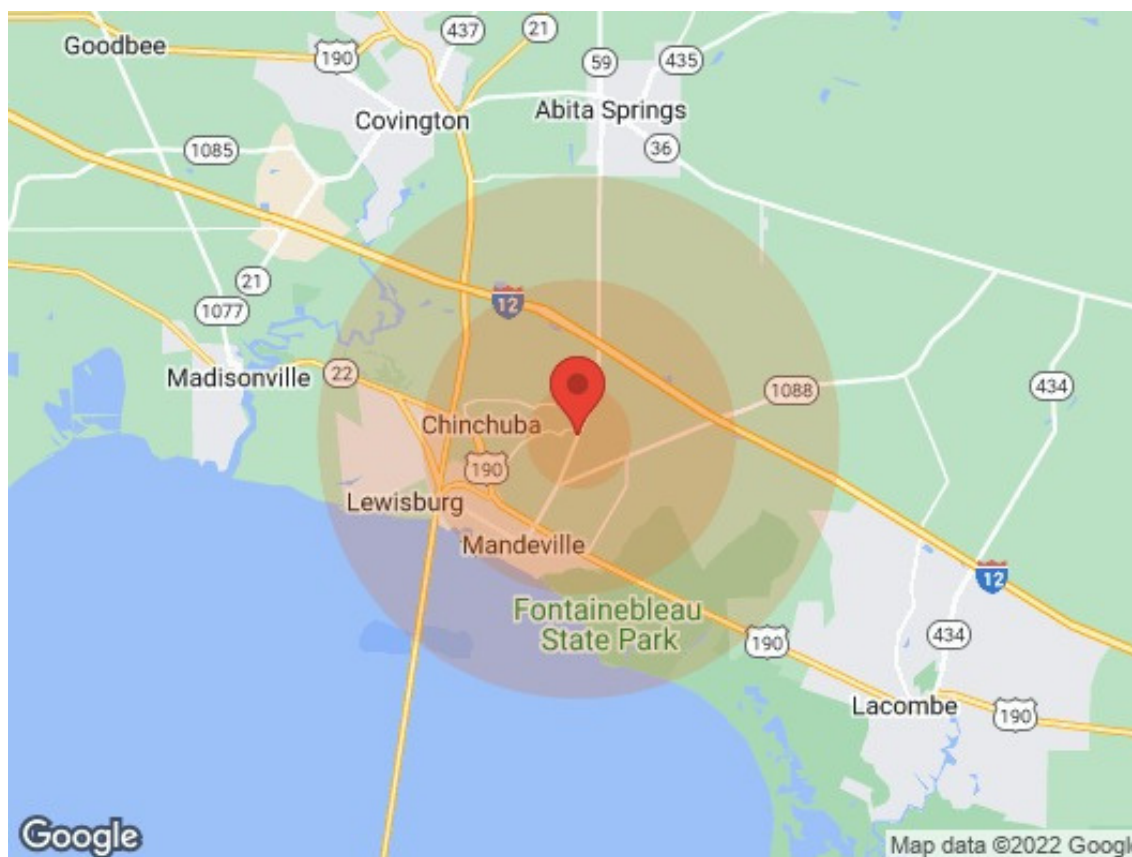 Goodbee
190
437
21
59
435
Covington
Abita Springs
1085
36
21
12
1077
22
Madisonville
1088
434
Chinchuba
190
Lewisburg
Mandeville
12
Fontainebleau
State Park
190
434
Lacombe
190
Google
Map data ©2022 Google